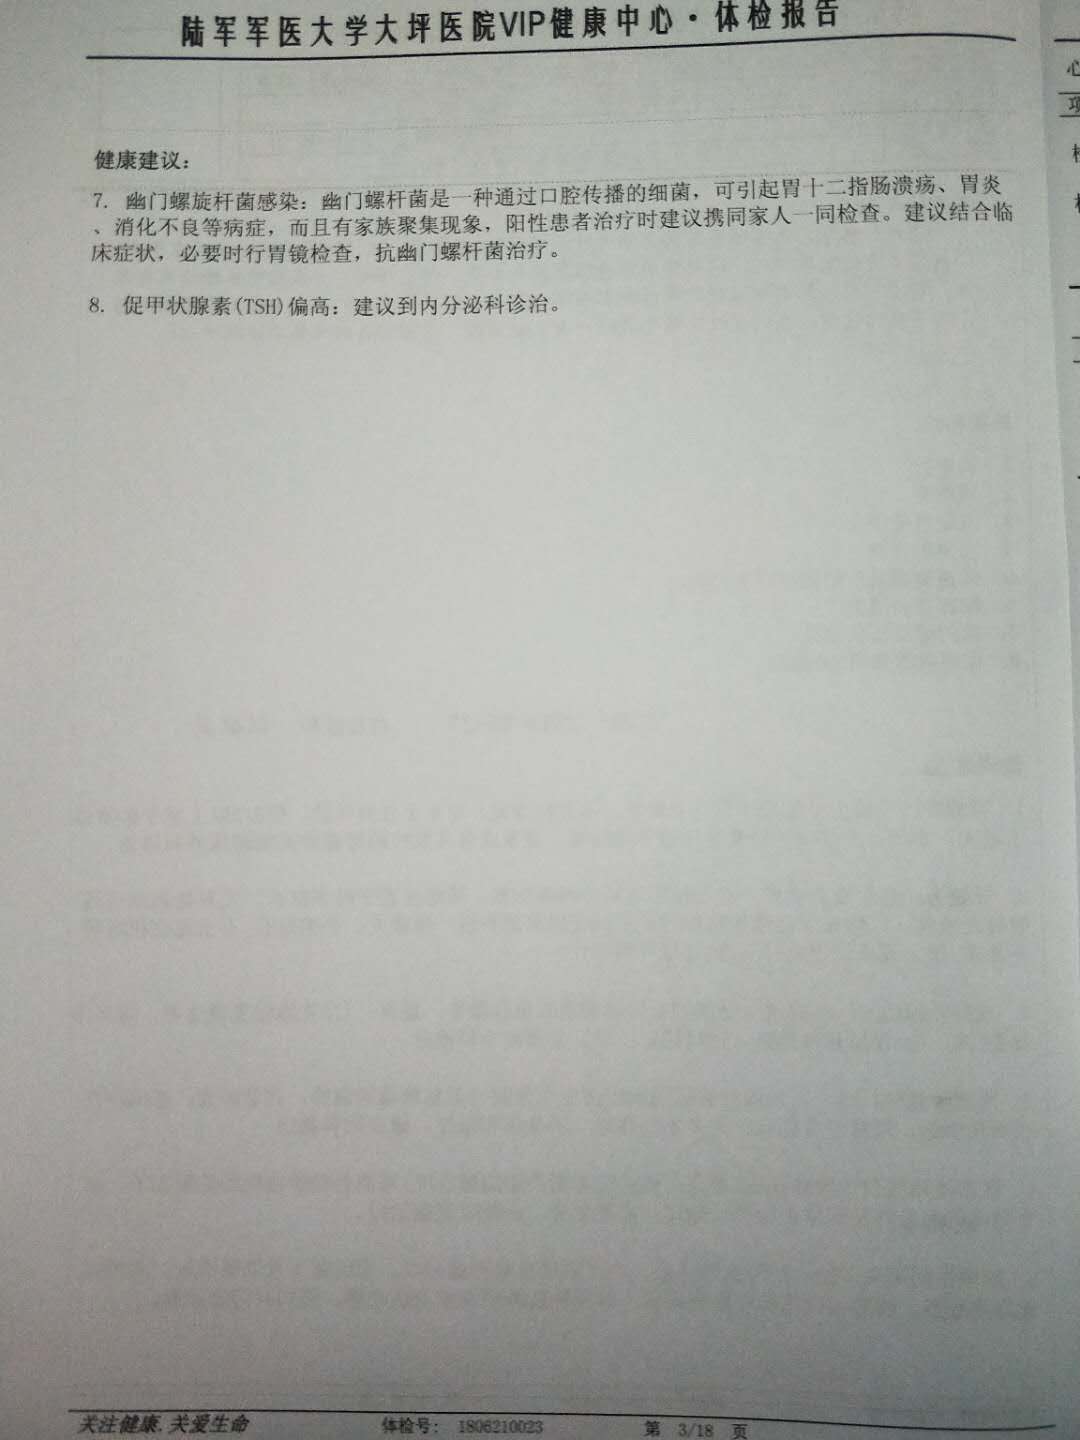 陆军军医大学大坪医院VIP健康中心·体检报告
健康建议：
7. 幽门螺旋杆菌感染：幽门螺杆菌是一种通过口腔传播的细菌，可引起胃十二指肠溃疡、胃炎
、消化不良等病症，而且有家族聚集现象，阳性患者治疗时建议携同家人一同检查。建议结合临
床症状，必要时行胃镜检查，抗幽门螺杆菌治疗。
8. 促甲状腺素(TSH)偏高：建议到内分泌科诊治。
关注健康.关爱生命 体检号： 1806210023 第 3/18 页
心
项